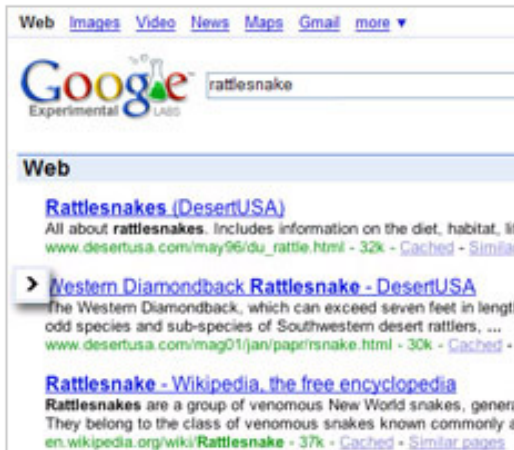 Web Images Video News Maps Gmail more ▼
Google
Experimental LABS
rattlesnake
Web
Rattlesnakes (DesertUSA)
All about rattlesnakes. Includes information on the diet, habitat,
www.desertusa.com/may96/du_rattle.html - 32k - Cached -
Western Diamondback Rattlesnake - DesertUSA
The Western Diamondback, which can exceed seven feet in
odd species and sub-species of Southwestern desert rattlers, ...
www.desertusa.com/mag01/jan/papr/rsnake.html - 30k - Cached -
Rattlesnake - Wikipedia, the free encyclopedia
Rattlesnakes are a group of venomous New World snakes,
They belong to the class of venomous snakes known commonly
en.wikipedia.org/wiki/Rattlesnake - 37k - Cached - Similar pages